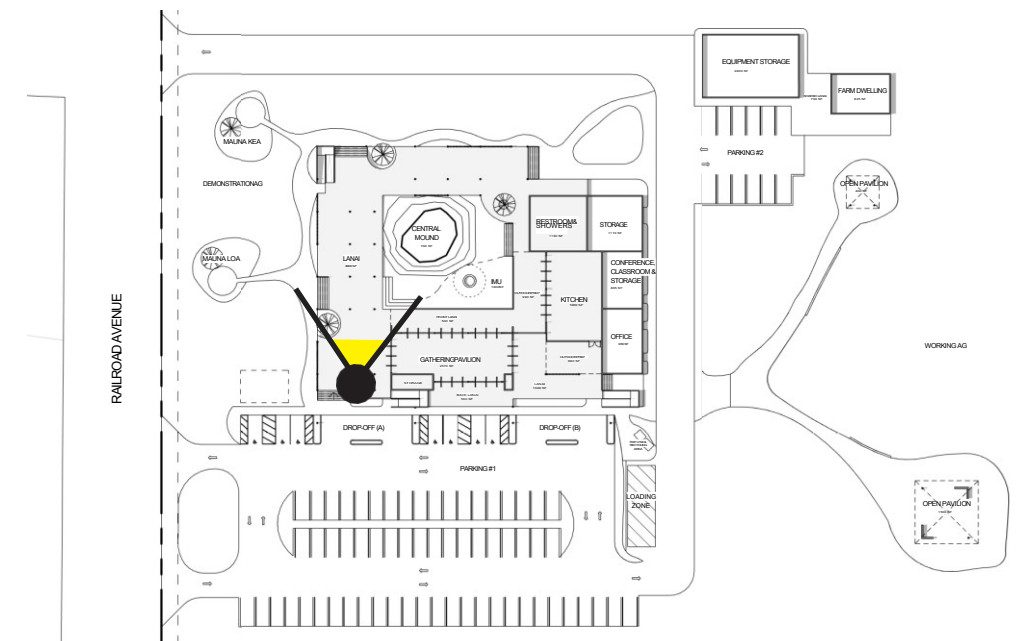 EQUIPMENT STORAGE
FARM DWELLING
MAUNA KEA
PARKING #2
DEMONSTRATIONAG
OPEN PAVILION
RESTROOM&
SHOWERS
STORAGE
CENTRAL
MOUND
MAUNA LOA
LANAI
CONFERENCE,
CLASSROOM &
STORAGE
IMU
KITCHEN
RAILROAD AVENUE
OFFICE
WORKING AG
GATHERINGPAVILION
STORAGE
LANAI
DROP-OFF (A)
DROP-OFF (B)
PARKING #1
LOADING
ZONE
OPEN PAVILION